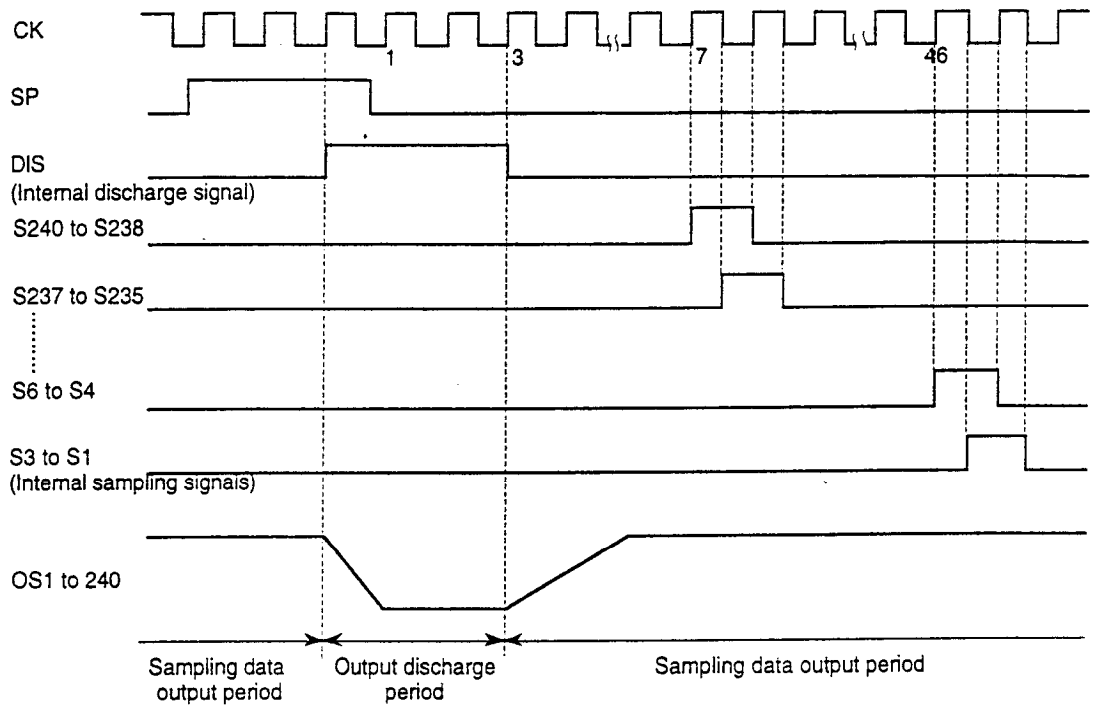 CK
1
3
7
46
SP
DIS
(Internal discharge signal)
S240 to S238
S237 to S235
S6 to S4
S3 to S1
(Internal sampling signals)
OS1 to 240
Sampling data
output period
Output discharge
period
Sampling data output period